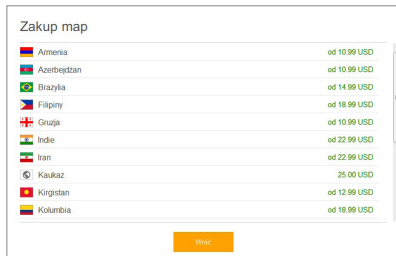 Zakup map
Armenia od 10.99 USD
Azerbejdżan od 10.99 USD
Brazylia od 14.99 USD
Filipiny od 18.99 USD
Gruzja od 10.99 USD
Indie od 22.99 USD
Iran od 22.99 USD
Kaukaz 25.00 USD
Kirgistan od 12.99 USD
Kolumbia od 18.99 USD
Wróć